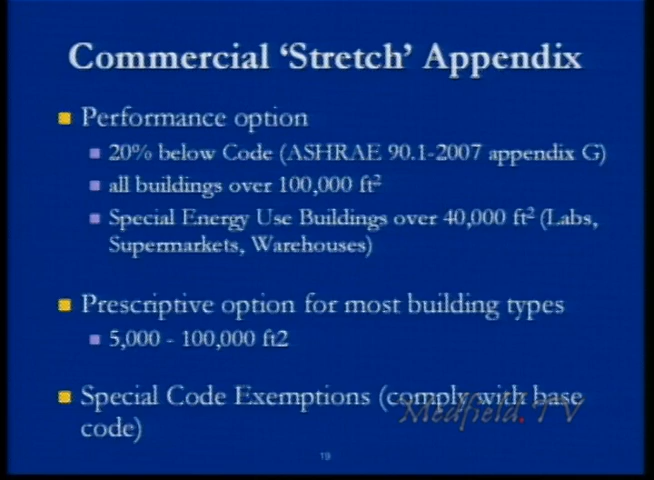 Commercial ‘Stretch’ Appendix
Performance option
20% below Code (ASHRAE 90.1-2007 appendix G)
all buildings over 100,000 ft²
Special Energy Use Buildings over 40,000 ft² (Labs,
Supermarkets, Warehouses)
Prescriptive option for most building types
5,000 - 100,000 ft2
Special Code Exemptions (comply with base
code)
Medfield.TV
19